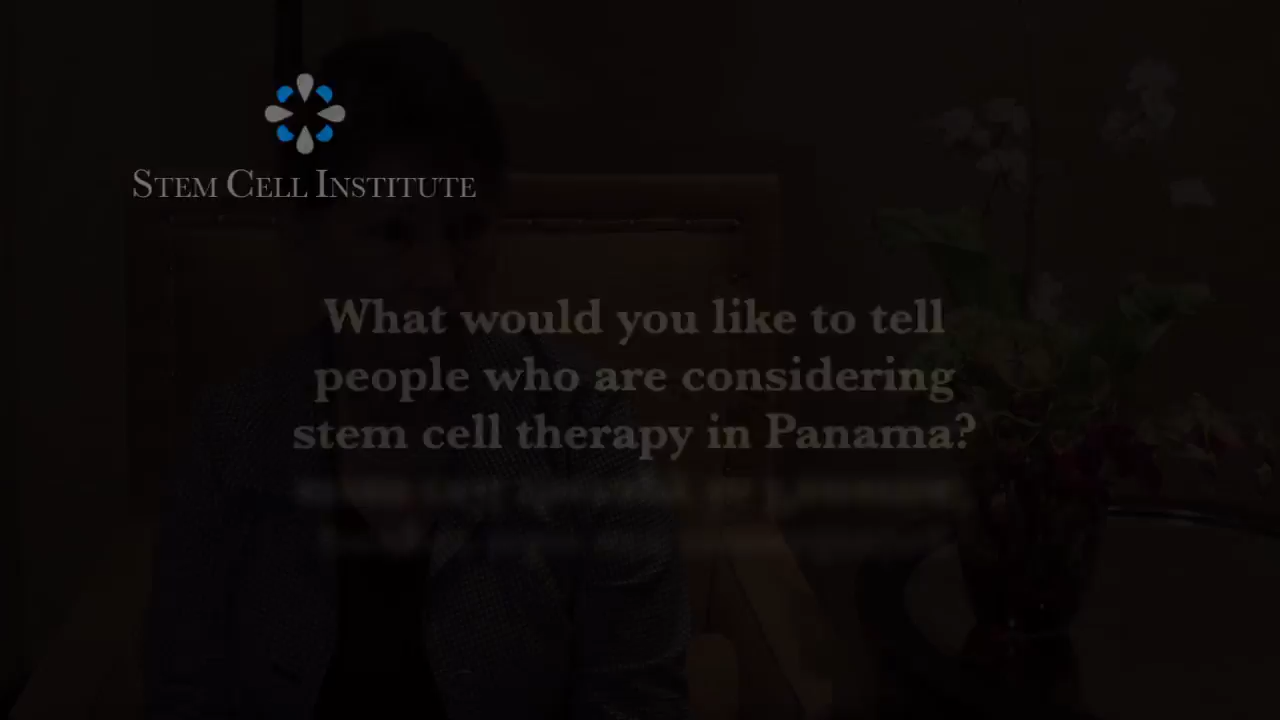 STEM CELL INSTITUTE
What would you like to tell
people who are considering
stem cell therapy in Panama?